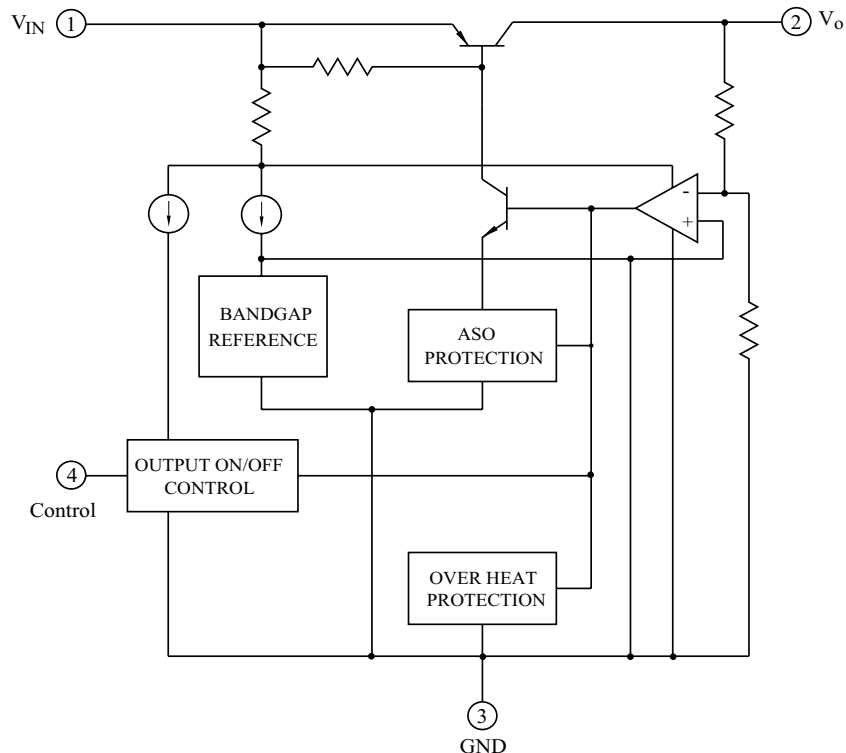 V_IN 1
2 V_o
-
+
BANDGAP
REFERENCE
ASO
PROTECTION
4
Control
OUTPUT ON/OFF
CONTROL
OVER HEAT
PROTECTION
3
GND